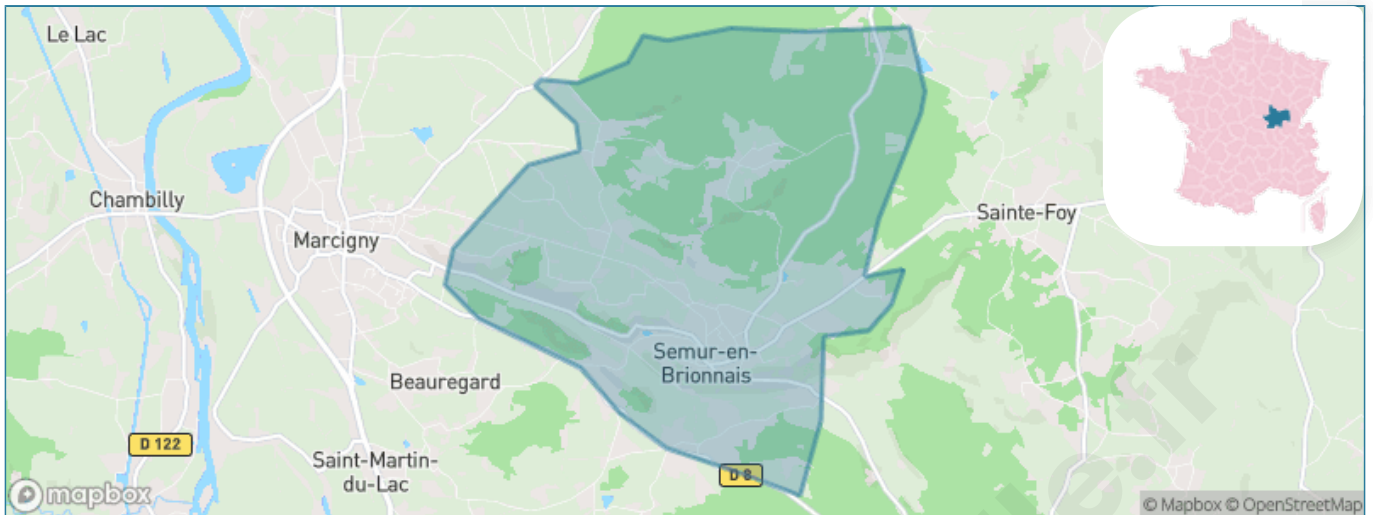 Le Lac
Chambilly
Marcigny
Sainte-Foy
Semur-en-
Brionnais
Beauregard
D 122
Saint-Martin-
du-Lac
D 8
mapbox
© Mapbox © OpenStreetMap